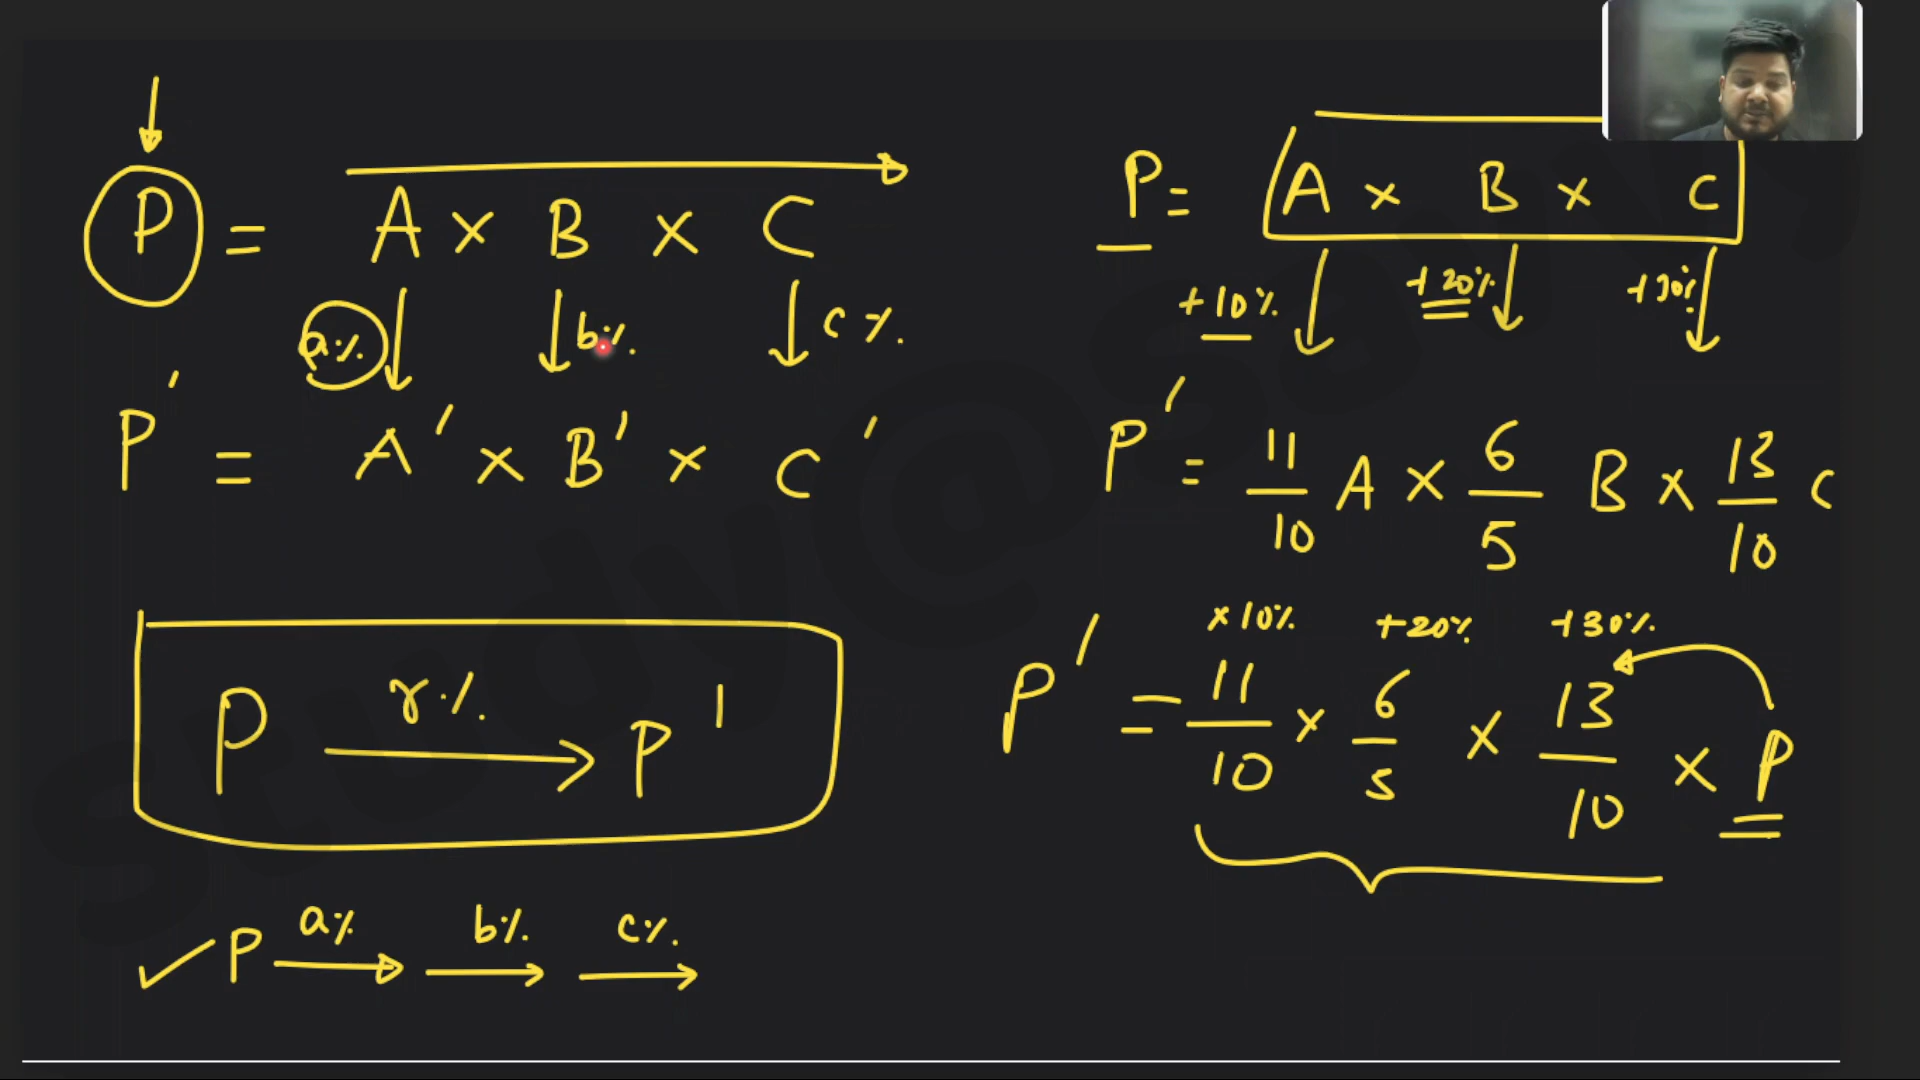 P = A × B × C
a% b% c%
P' = A' × B' × C'
P r% → P'
✓ P a% → b% → c% →
P = A × B × C
+10% +20% +30%
P' = 11/10 A × 6/5 B × 13/10 C
×10% +20% +30%
P' = 11/10 × 6/5 × 13/10 × P